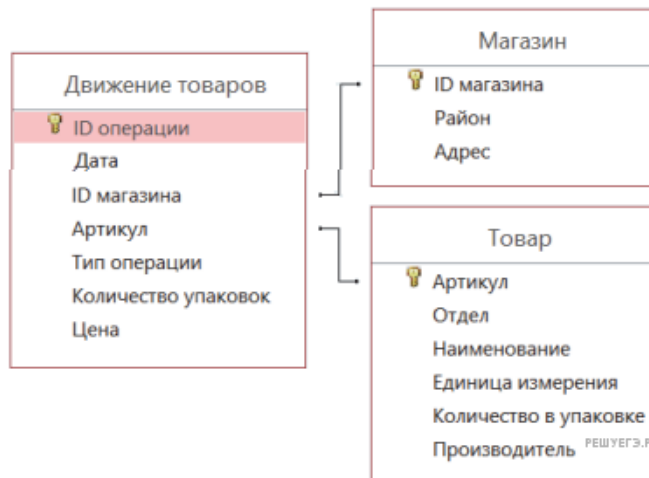 Движение товаров
ID операции
Дата
ID магазина
Артикул
Тип операции
Количество упаковок
Цена
Магазин
ID магазина
Район
Адрес
Товар
Артикул
Отдел
Наименование
Единица измерения
Количество в упаковке
Производитель